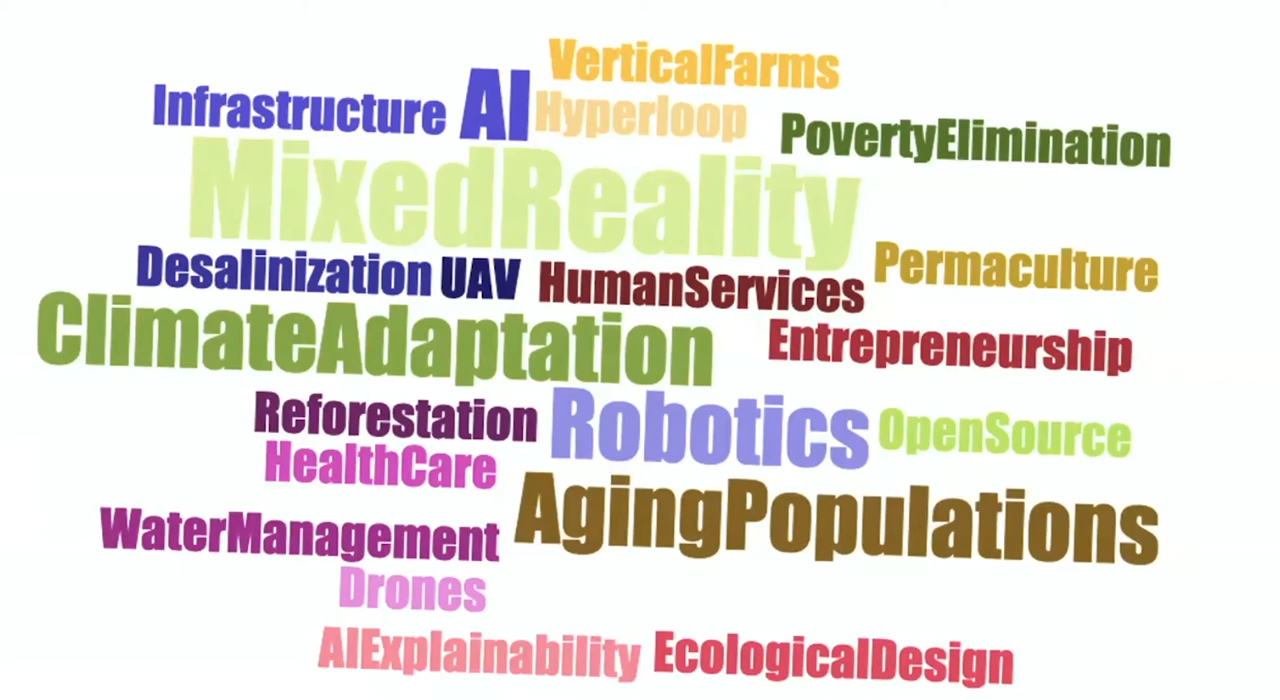 VerticalFarms
Infrastructure AI Hyperloop
PovertyElimination
MixedReality
Permaculture
Desalinization UAV HumanServices
ClimateAdaptation
Entrepreneurship
Reforestation Robotics OpenSource
HealthCare
AgingPopulations
WaterManagement
Drones
AIExplainability EcologicalDesign